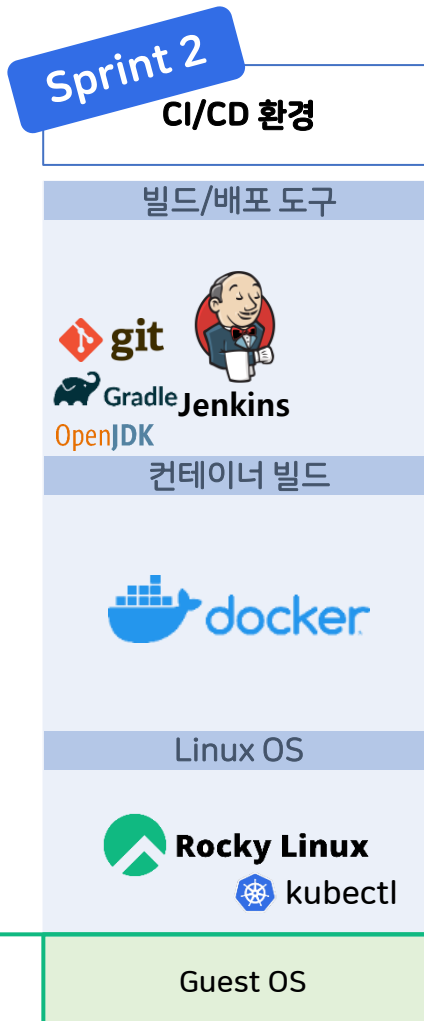 Sprint 2
CI/CD 환경
빌드/배포 도구
git
Gradle
Jenkins
OpenJDK
컨테이너 빌드
docker
Linux OS
Rocky Linux
kubectl
Guest OS